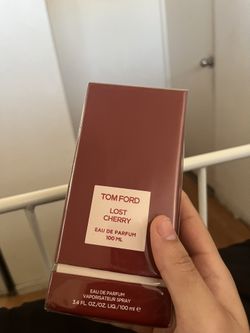 TOM FORD
LOST
CHERRY
EAU DE PARFUM
100 ML
EAU DE PARFUM
VAPORISATEUR SPRAY
3.4 FL.OZ/OZ. LIQ./100 ml ℮